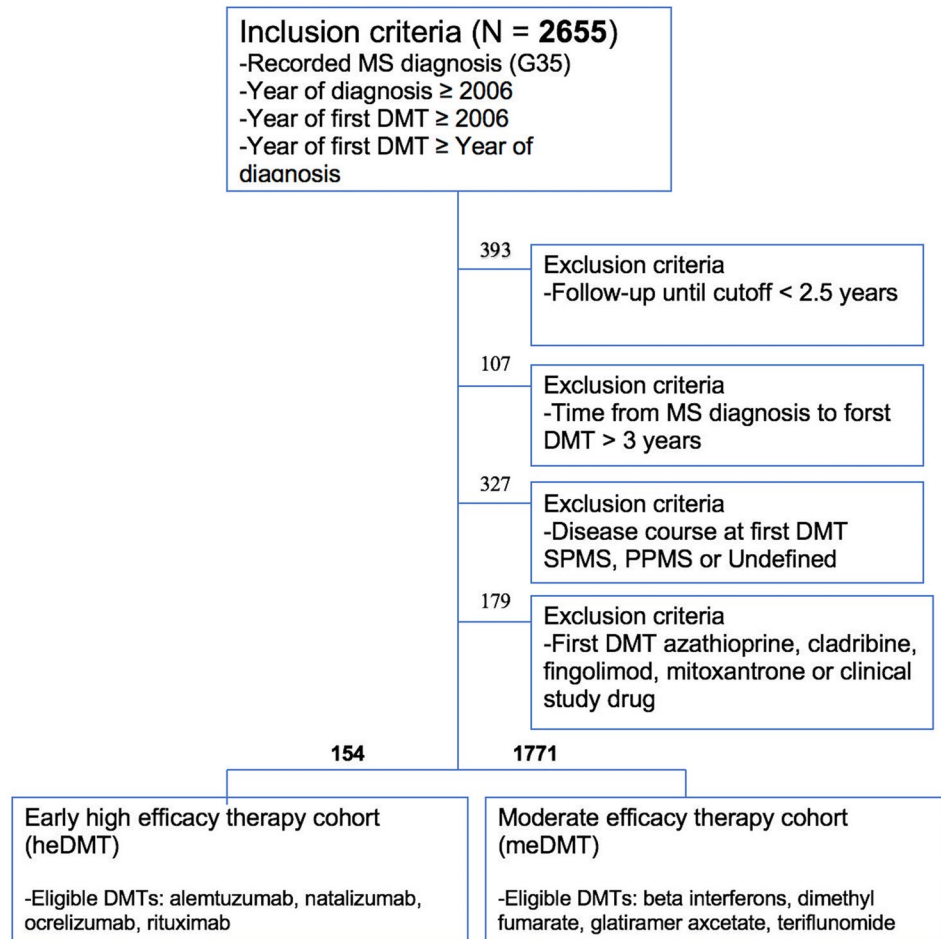 Inclusion criteria (N = 2655)
-Recorded MS diagnosis (G35)
-Year of diagnosis ≥ 2006
-Year of first DMT ≥ 2006
-Year of first DMT ≥ Year of
diagnosis
393
Exclusion criteria
-Follow-up until cutoff < 2.5 years
107
Exclusion criteria
-Time from MS diagnosis to forst
DMT > 3 years
327
Exclusion criteria
-Disease course at first DMT
SPMS, PPMS or Undefined
179
Exclusion criteria
-First DMT azathioprine, cladribine,
fingolimod, mitoxantrone or clinical
study drug
154
1771
Early high efficacy therapy cohort
(heDMT)
-Eligible DMTs: alemtuzumab, natalizumab,
ocrelizumab, rituximab
Moderate efficacy therapy cohort
(meDMT)
-Eligible DMTs: beta interferons, dimethyl
fumarate, glatiramer axcetate, teriflunomide